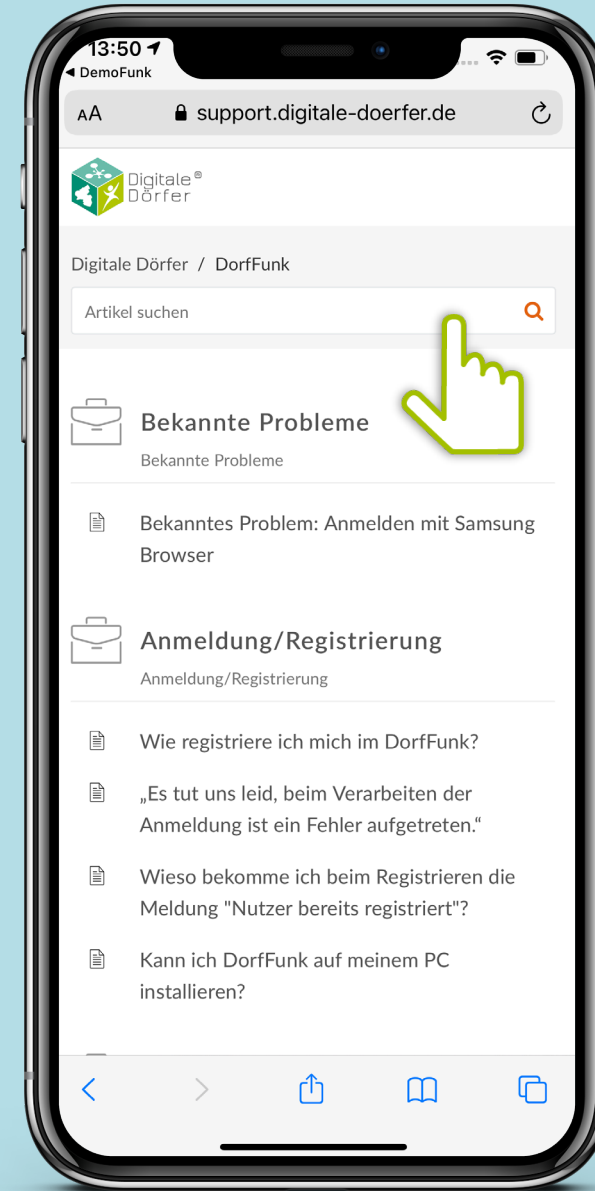 13:50
◀ DemoFunk
AA support.digitale-doerfer.de
Digitale®
Dörfer
Digitale Dörfer / DorfFunk
Artikel suchen
Bekannte Probleme
Bekannte Probleme
Bekanntes Problem: Anmelden mit Samsung
Browser
Anmeldung/Registrierung
Anmeldung/Registrierung
Wie registriere ich mich im DorfFunk?
„Es tut uns leid, beim Verarbeiten der
Anmeldung ist ein Fehler aufgetreten.“
Wieso bekomme ich beim Registrieren die
Meldung "Nutzer bereits registriert"?
Kann ich DorfFunk auf meinem PC
installieren?